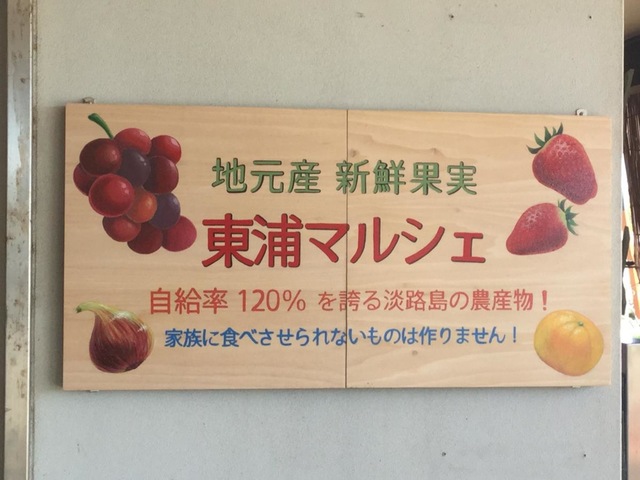 地元産 新鮮果実
東浦マルシェ
自給率 120% を誇る淡路島の農産物！
家族に食べさせられないものは作りません！